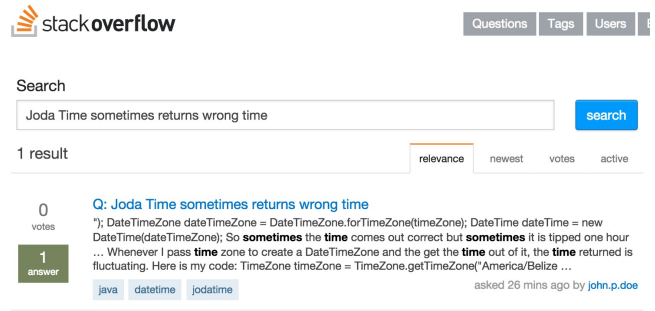 stackoverflow
Questions Tags Users
Search
Joda Time sometimes returns wrong time
search
1 result
relevance newest votes active
0
votes
1
answer
Q: Joda Time sometimes returns wrong time
"); DateTimeZone dateTimeZone = DateTimeZone.forTimeZone(timeZone); DateTime dateTime = new
DateTime(dateTimeZone); So sometimes the time comes out correct but sometimes it is tipped one hour
… Whenever I pass time zone to create a DateTimeZone and the get the time out of it, the time returned is
fluctuating. Here is my code: TimeZone timeZone = TimeZone.getTimeZone("America/Belize …
java datetime jodatime
asked 26 mins ago by john.p.doe